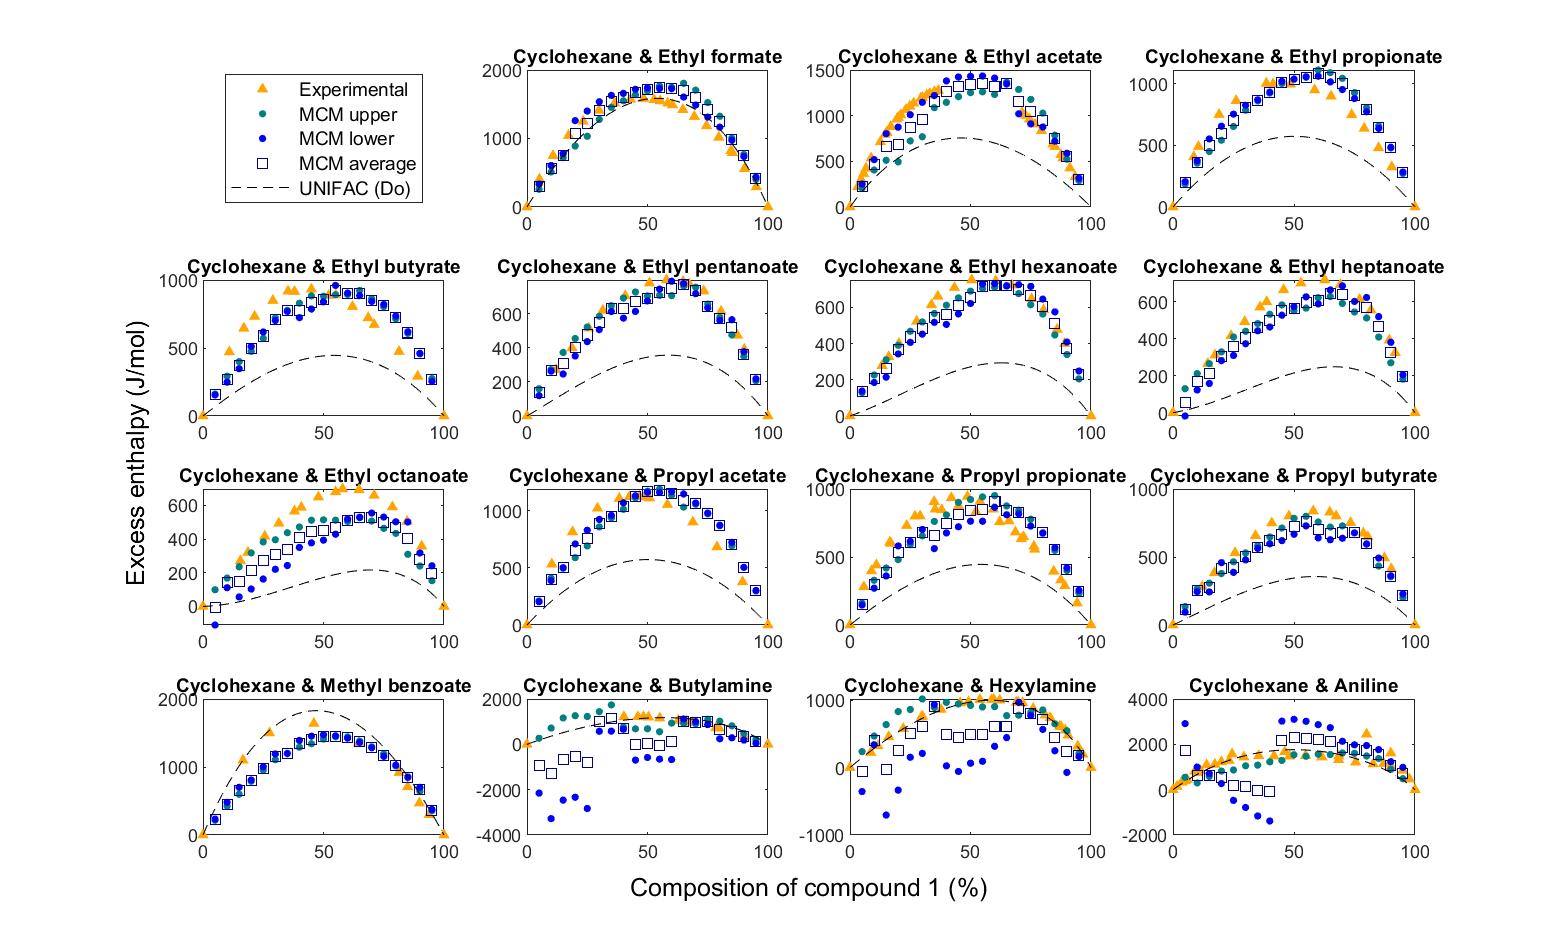 Experimental
MCM upper
MCM lower
MCM average
UNIFAC (Do)
Cyclohexane & Ethyl formate
2000
1000
0
0 50 100
Cyclohexane & Ethyl acetate
1500
1000
500
0
0 50 100
Cyclohexane & Ethyl propionate
1000
500
0
0 50 100
Cyclohexane & Ethyl butyrate
1000
500
0
0 50 100
Cyclohexane & Ethyl pentanoate
600
400
200
0
0 50 100
Cyclohexane & Ethyl hexanoate
600
400
200
0
0 50 100
Cyclohexane & Ethyl heptanoate
600
400
200
0
0 50 100
Cyclohexane & Ethyl octanoate
600
400
200
0
0 50 100
Cyclohexane & Propyl acetate
1000
500
0
0 50 100
Cyclohexane & Propyl propionate
1000
500
0
0 50 100
Cyclohexane & Propyl butyrate
1000
500
0
0 50 100
Cyclohexane & Methyl benzoate
2000
1000
0
0 50 100
Cyclohexane & Butylamine
2000
0
-2000
-4000
0 50 100
Cyclohexane & Hexylamine
1000
0
-1000
0 50 100
Cyclohexane & Aniline
4000
2000
0
-2000
0 50 100
Excess enthalpy (J/mol)
Composition of compound 1 (%)